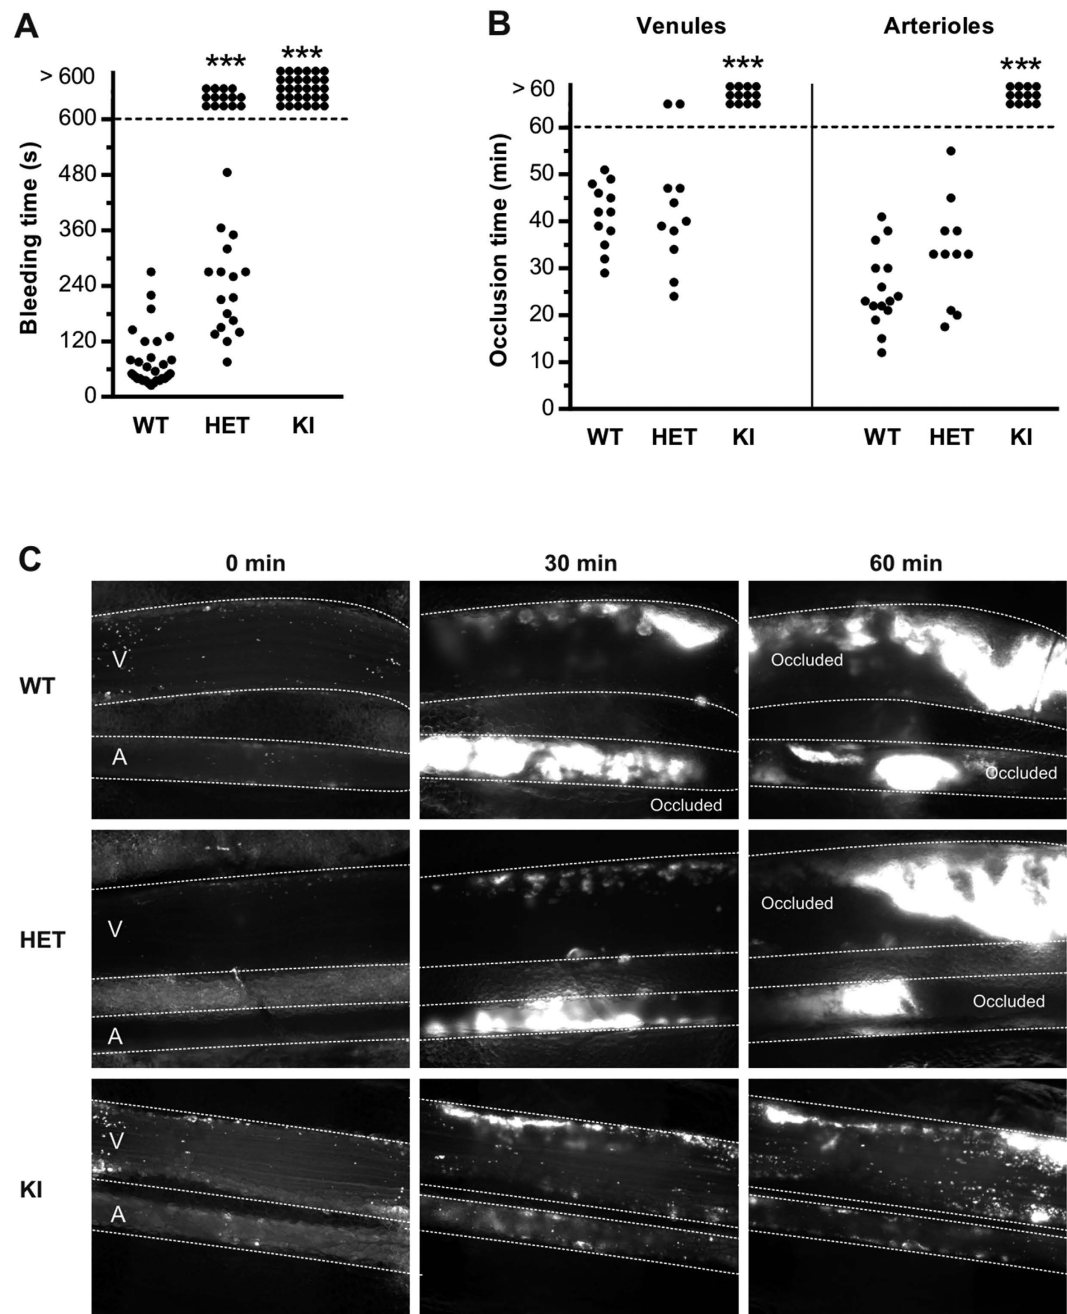 A
***
***
> 600
600
480
360
240
120
0
Bleeding time (s)
WT HET KI
B
Venules Arterioles
***
***
> 60
60
50
40
30
20
10
0
Occlusion time (min)
WT HET KI WT HET KI
C
0 min 30 min 60 min
WT
V
A
Occluded
Occluded
Occluded
HET
V
A
Occluded
Occluded
KI
V
A